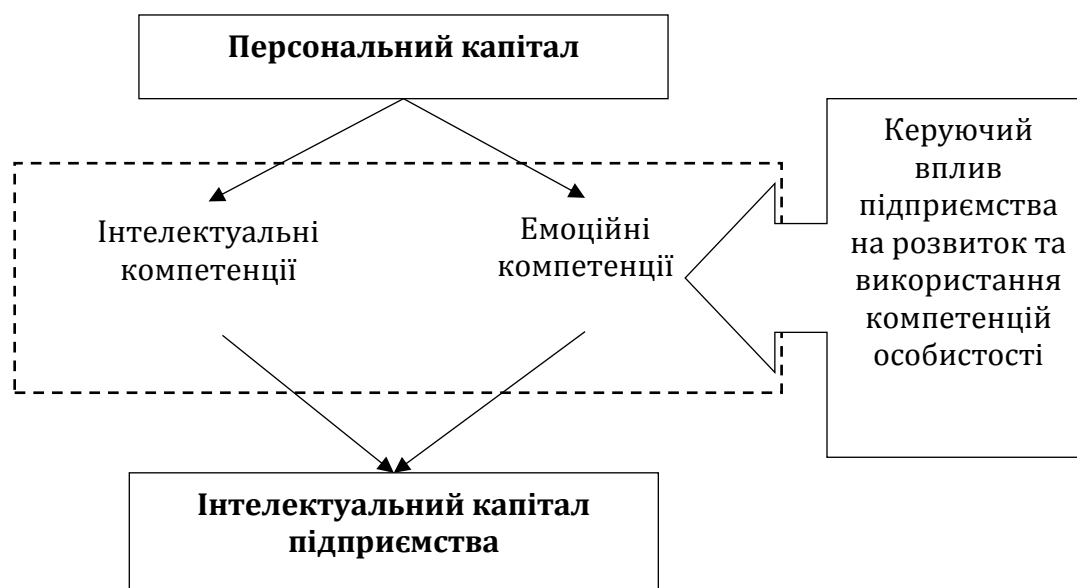 Персональний капітал
Інтелектуальні
компетенції
Емоційні
компетенції
Керуючий
вплив
підприємства
на розвиток та
використання
компетенцій
особистості
Інтелектуальний капітал
підприємства